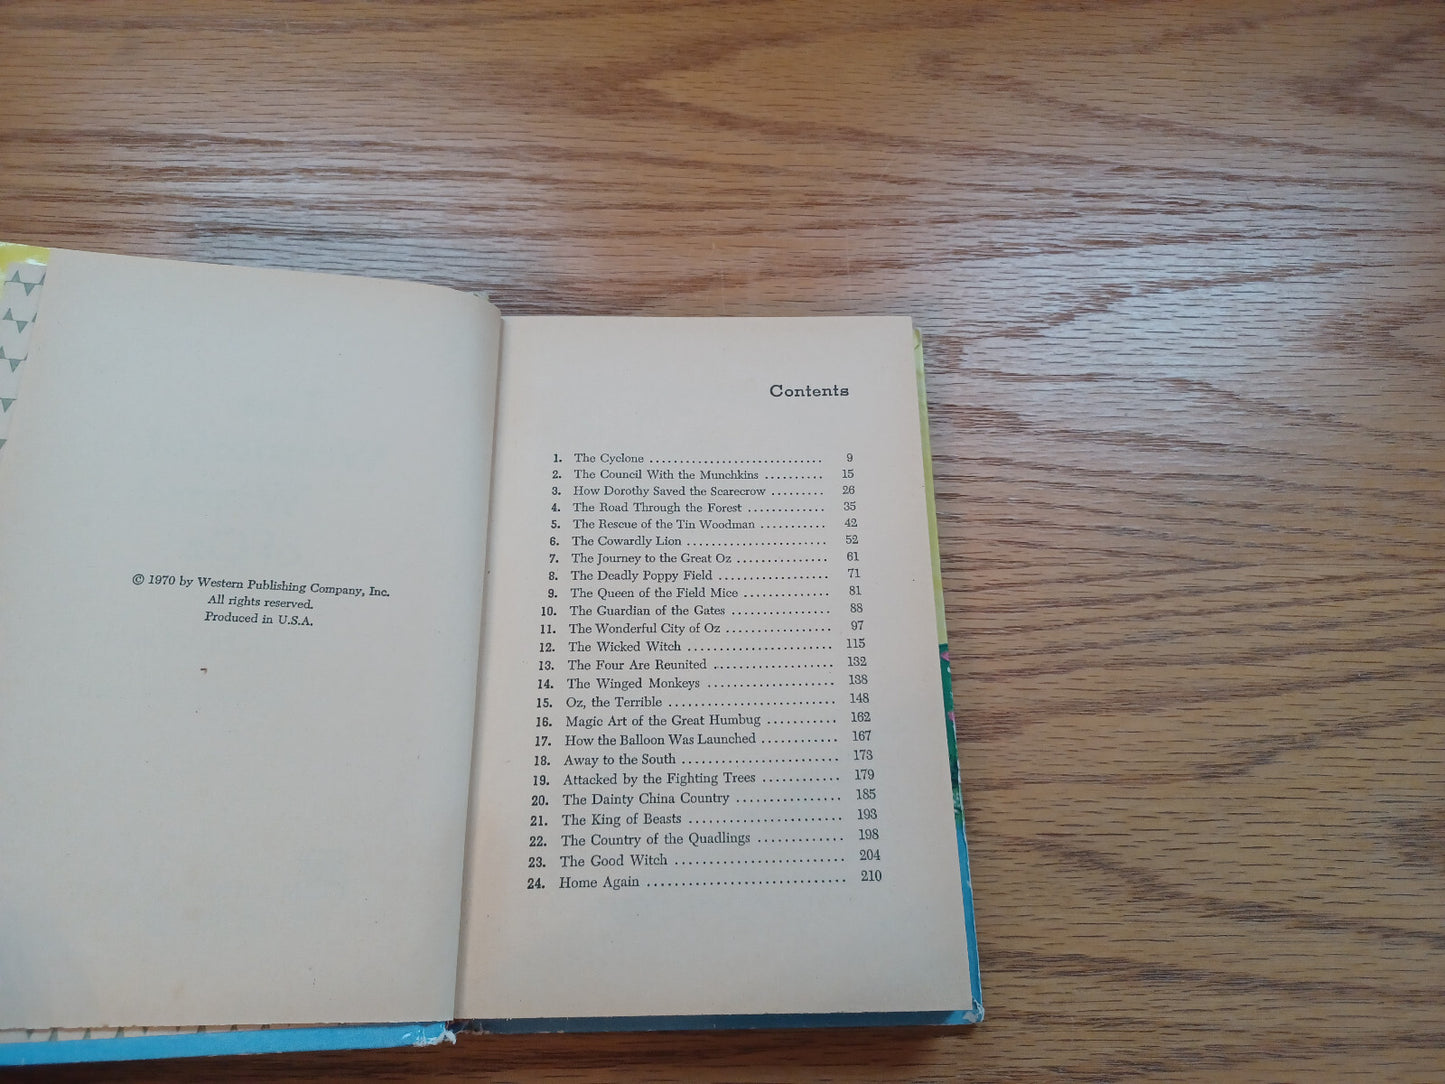 © 1970 by Western Publishing Company, Inc.
All rights reserved.
Produced in U.S.A.
Contents
1. The Cyclone .............................. 9
2. The Council With the Munchkins .......... 15
3. How Dorothy Saved the Scarecrow ......... 26
4. The Road Through the Forest ............. 35
5. The Rescue of the Tin Woodman ........... 42
6. The Cowardly Lion ........................ 52
7. The Journey to the Great Oz ................ 61
8. The Deadly Poppy Field ................... 71
9. The Queen of the Field Mice ............... 81
10. The Guardian of the Gates ................. 88
11. The Wonderful City of Oz .................. 97
12. The Wicked Witch ......................... 115
13. The Four Are Reunited .................... 132
14. The Winged Monkeys ..................... 138
15. Oz, the Terrible .......................... 148
16. Magic Art of the Great Humbug ........... 162
17. How the Balloon Was Launched ............ 167
18. Away to the South ........................ 173
19. Attacked by the Fighting Trees ............ 179
20. The Dainty China Country ................ 185
21. The King of Beasts ........................ 193
22. The Country of the Quadlings ............. 198
23. The Good Witch ......................... 204
24. Home Again ............................. 210